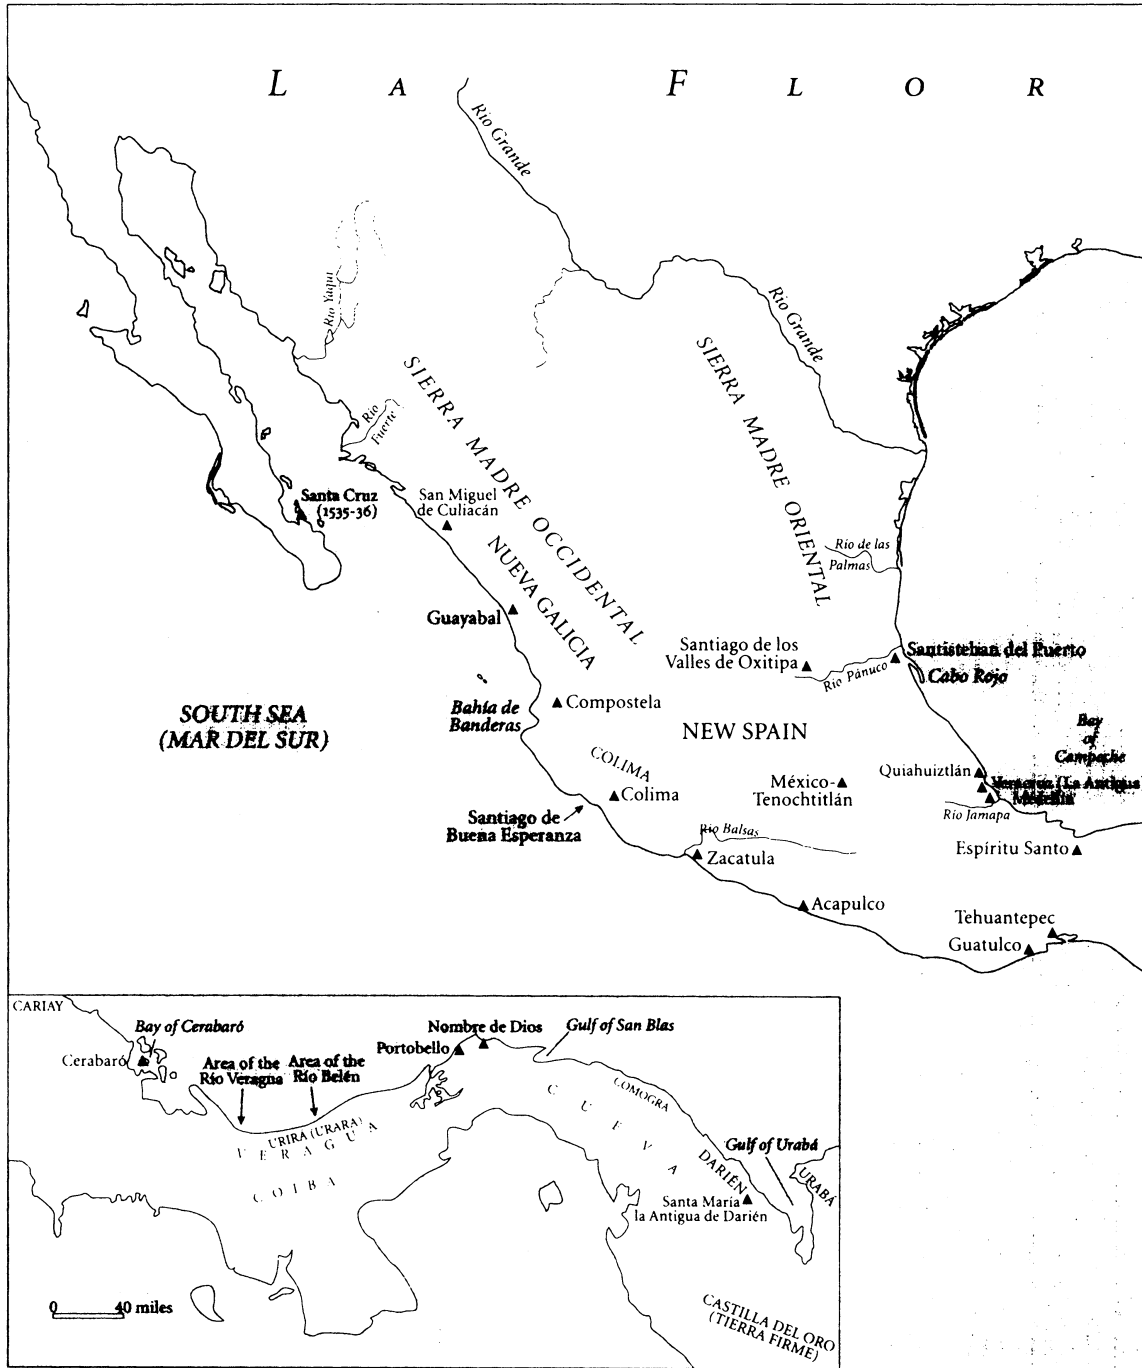 L A F L O R
Río Grande
Río Yaqui
Río Grande
SIERRA MADRE OCCIDENTAL
SIERRA MADRE ORIENTAL
Río
Fuerte
Santa Cruz
(1535-36)
San Miguel
de Culiacán
NUEVA GALICIA
Río de las
Palmas
Guayabal
Santiago de los
Valles de Oxitipa
Río Pánuco
Santisteban del Puerto
Cabo Rojo
Bahía de
Banderas
Compostela
SOUTH SEA
(MAR DEL SUR)
NEW SPAIN
Bay
of
Campeche
COLIMA
Colima
México-
Tenochtitlán
Quiahuiztlán
Veracruz (La Antigua
Medellín
Río Jamapa
Santiago de
Buena Esperanza
Río Balsas
Zacatula
Espíritu Santo
Acapulco
Tehuantepec
Guatulco
CARIAY
Bay of Cerabaró
Cerabaró
Area of the
Río Veragna
Area of the
Río Belén
Nombre de Dios
Portobello
Gulf of San Blas
COMOGRA
CUEVA
URIRA (URARA)
VERAGUA
COIBA
Gulf of Urabá
DARIÉN
URABÁ
Santa María
la Antigua de Darién
0 40 miles
CASTILLA DEL ORO
(TIERRA FIRME)